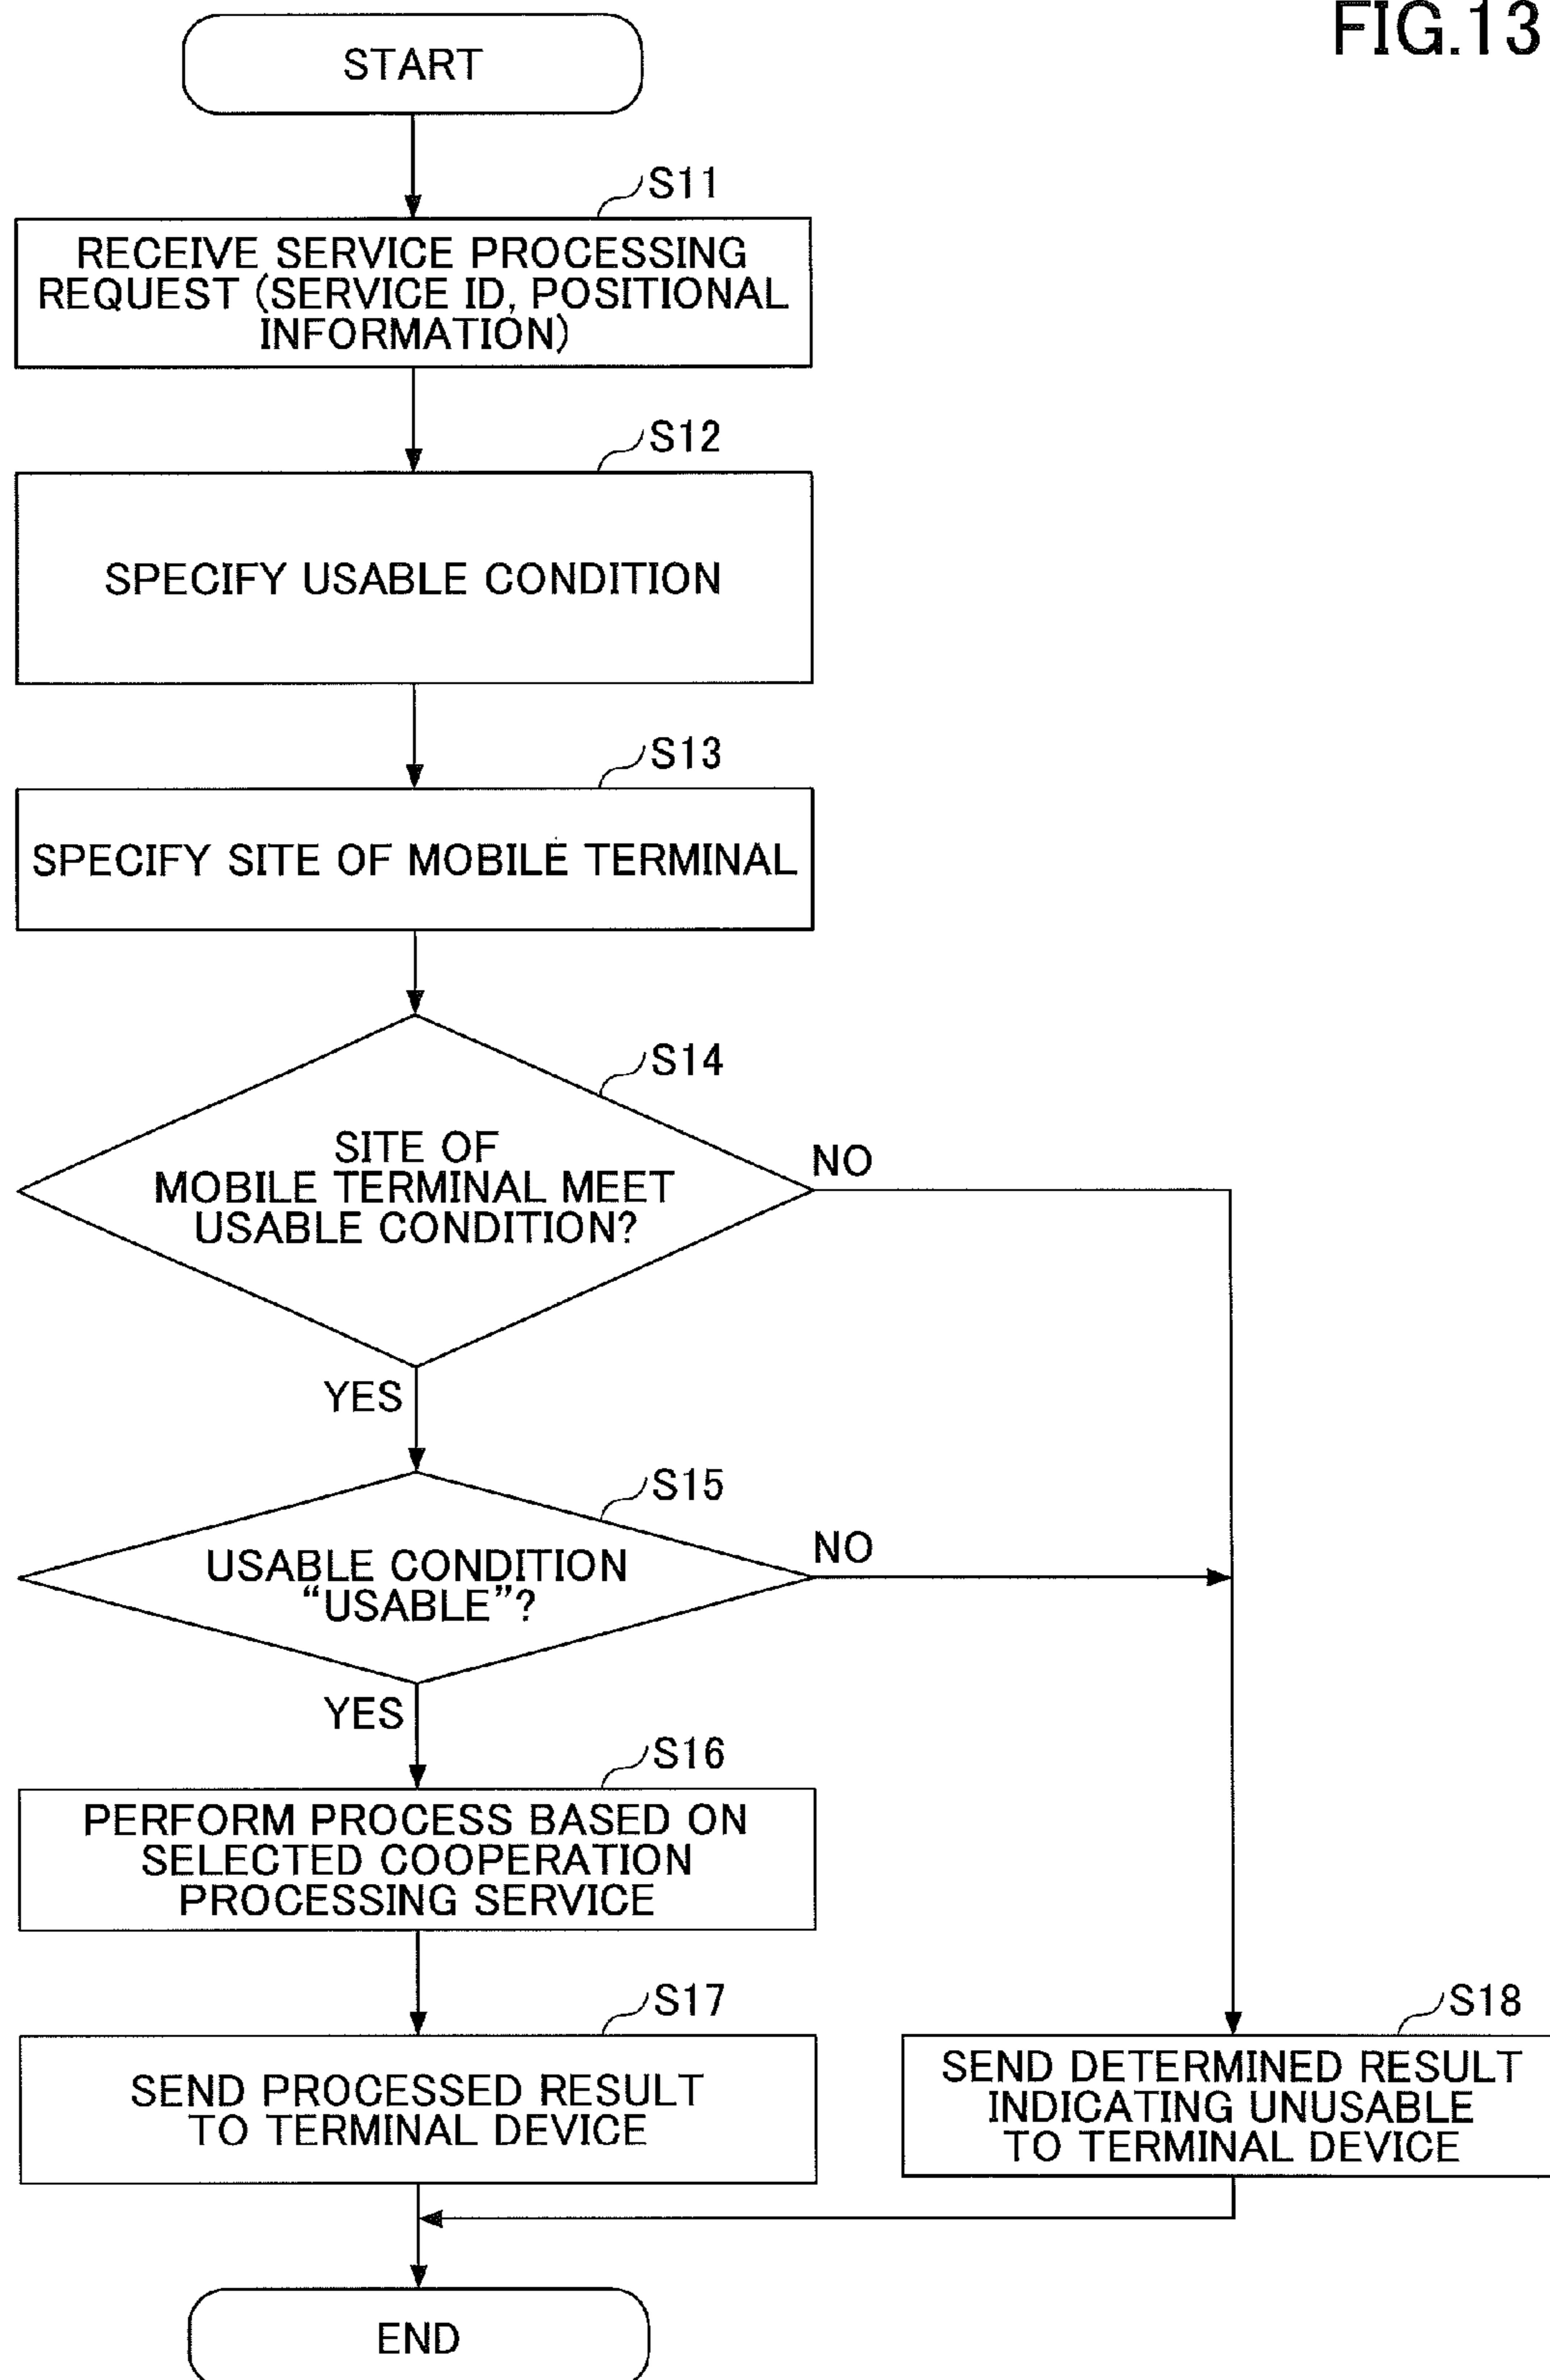 FIG.13
START
S11
RECEIVE SERVICE PROCESSING
REQUEST (SERVICE ID, POSITIONAL
INFORMATION)
S12
SPECIFY USABLE CONDITION
S13
SPECIFY SITE OF MOBILE TERMINAL
S14
SITE OF
MOBILE TERMINAL MEET
USABLE CONDITION?
NO
YES
S15
USABLE CONDITION
“USABLE”?
NO
YES
S16
PERFORM PROCESS BASED ON
SELECTED COOPERATION
PROCESSING SERVICE
S17
SEND PROCESSED RESULT
TO TERMINAL DEVICE
S18
SEND DETERMINED RESULT
INDICATING UNUSABLE
TO TERMINAL DEVICE
END